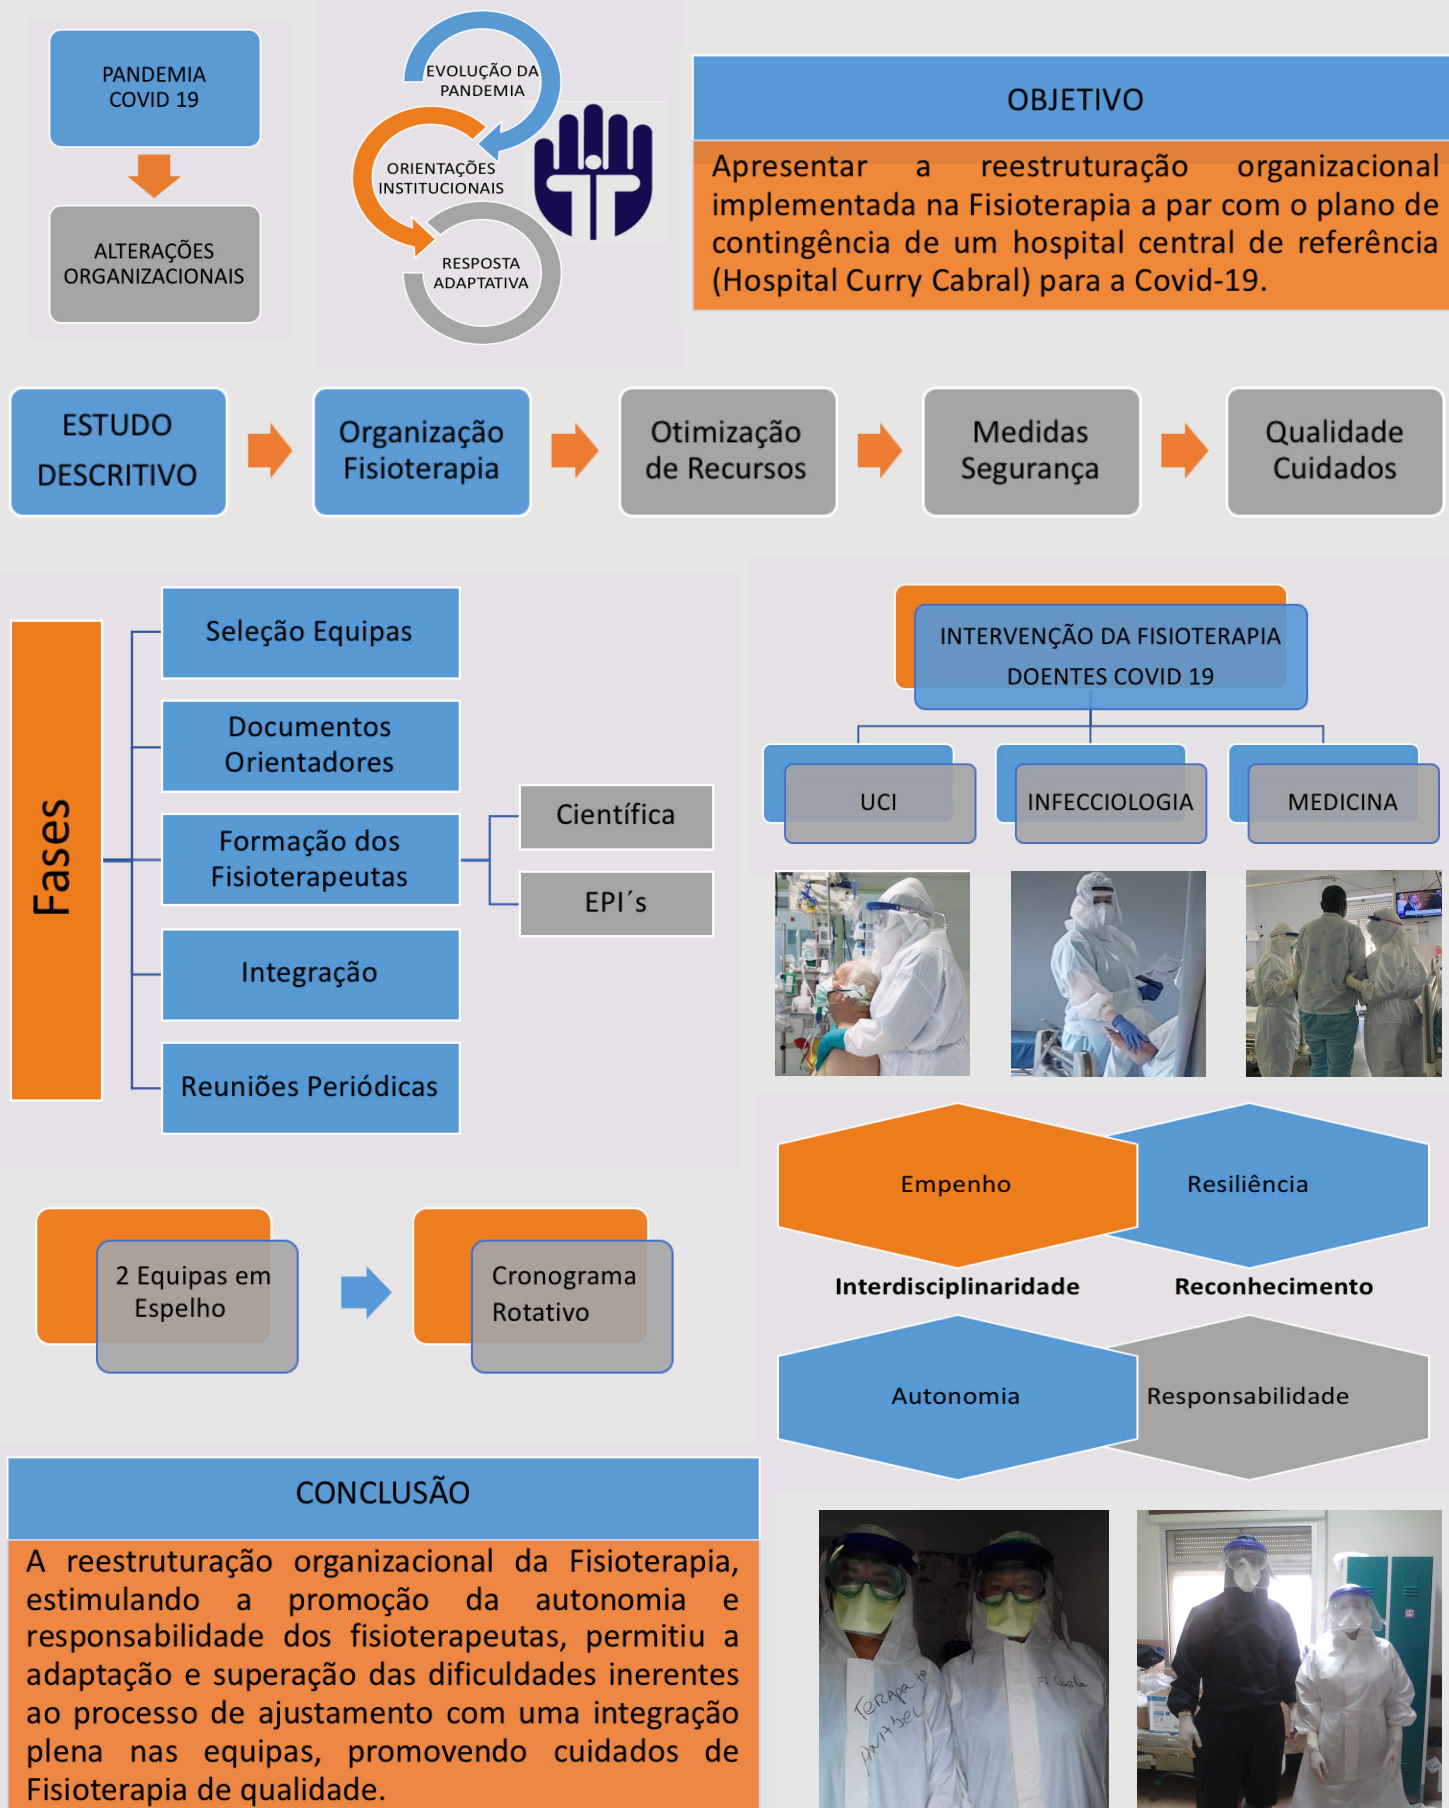 PANDEMIA
COVID 19
ALTERAÇÕES
ORGANIZACIONAIS
EVOLUÇÃO DA
PANDEMIA
ORIENTAÇÕES
INSTITUCIONAIS
RESPOSTA
ADAPTATIVA
OBJETIVO
Apresentar a reestruturação organizacional
implementada na Fisioterapia a par com o plano de
contingência de um hospital central de referência
(Hospital Curry Cabral) para a Covid-19.
ESTUDO
DESCRITIVO
Organização
Fisioterapia
Otimização
de Recursos
Medidas
Segurança
Qualidade
Cuidados
Fases
Seleção Equipas
Documentos
Orientadores
Formação dos
Fisioterapeutas
Científica
EPI´s
Integração
Reuniões Periódicas
INTERVENÇÃO DA FISIOTERAPIA
DOENTES COVID 19
UCI
INFECCIOLOGIA
MEDICINA
2 Equipas em
Espelho
Cronograma
Rotativo
Empenho
Resiliência
Interdisciplinaridade
Reconhecimento
Autonomia
Responsabilidade
CONCLUSÃO
A reestruturação organizacional da Fisioterapia,
estimulando a promoção da autonomia e
responsabilidade dos fisioterapeutas, permitiu a
adaptação e superação das dificuldades inerentes
ao processo de ajustamento com uma integração
plena nas equipas, promovendo cuidados de
Fisioterapia de qualidade.